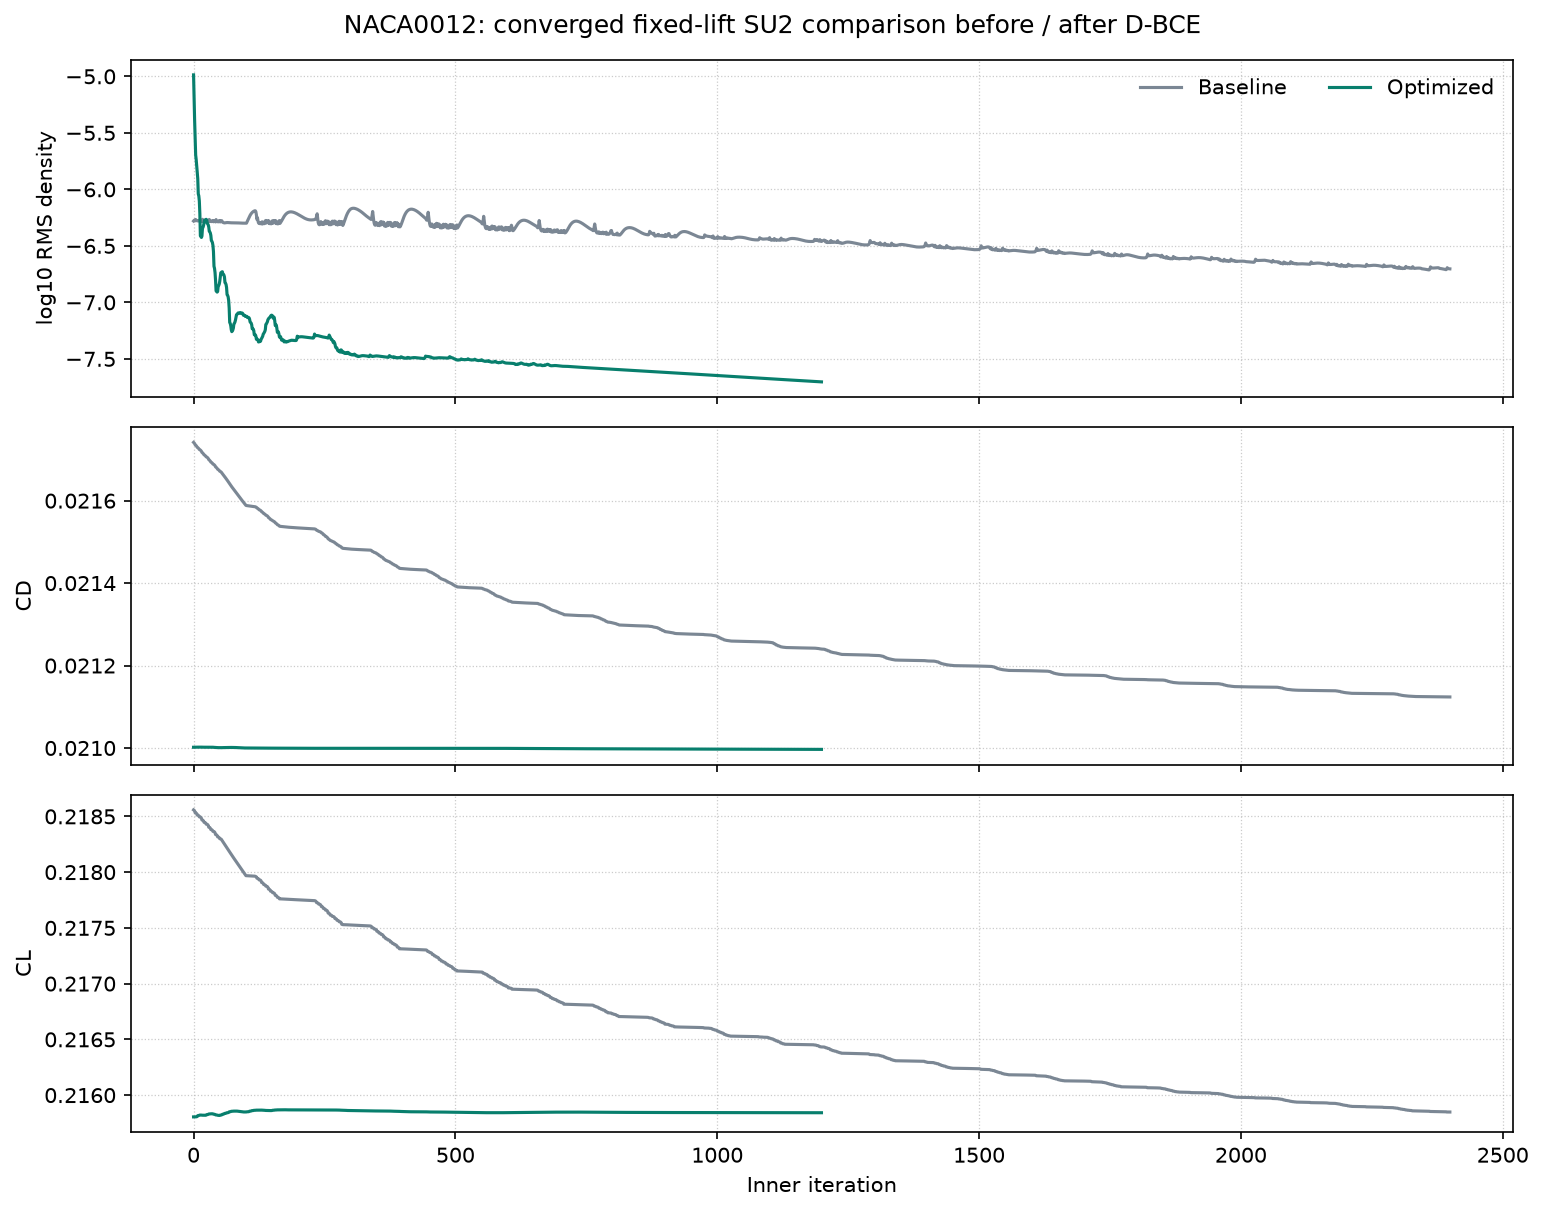 NACA0012: converged fixed-lift SU2 comparison before / after D-BCE
Baseline
Optimized
log10 RMS density
−5.0
−5.5
−6.0
−6.5
−7.0
−7.5
CD
0.0216
0.0214
0.0212
0.0210
CL
0.2185
0.2180
0.2175
0.2170
0.2165
0.2160
0 500 1000 1500 2000 2500
Inner iteration